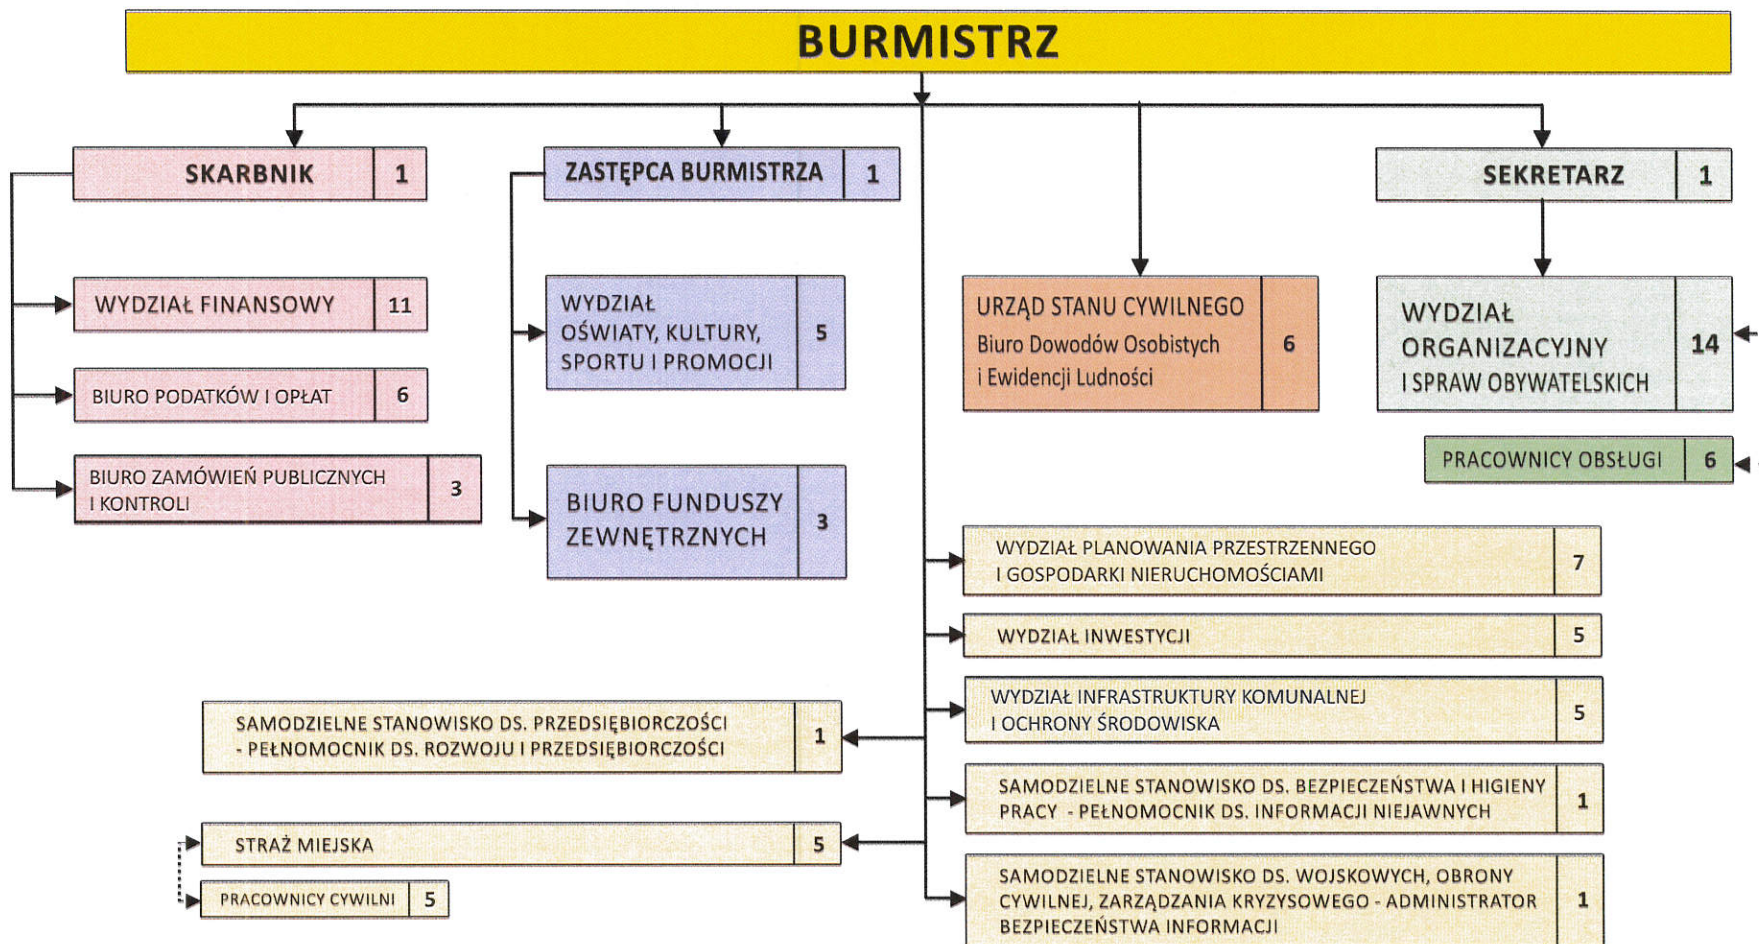 BURMISTRZ
SKARBNIK 1
ZASTĘPCA BURMISTRZA 1
SEKRETARZ 1
WYDZIAŁ FINANSOWY 11
BIURO PODATKÓW I OPŁAT 6
BIURO ZAMÓWIEŃ PUBLICZNYCH
I KONTROLI
3
WYDZIAŁ
OŚWIATY, KULTURY,
SPORTU I PROMOCJI
5
BIURO FUNDUSZY
ZEWNĘTRZNYCH
3
URZĄD STANU CYWILNEGO
Biuro Dowodów Osobistych
i Ewidencji Ludności
6
WYDZIAŁ
ORGANIZACYJNY
I SPRAW OBYWATELSKICH
14
PRACOWNICY OBSŁUGI 6
WYDZIAŁ PLANOWANIA PRZESTRZENNEGO
I GOSPODARKI NIERUCHOMOŚCIAMI
7
WYDZIAŁ INWESTYCJI 5
WYDZIAŁ INFRASTRUKTURY KOMUNALNEJ
I OCHRONY ŚRODOWISKA
5
SAMODZIELNE STANOWISKO DS. BEZPIECZEŃSTWA I HIGIENY
PRACY - PEŁNOMOCNIK DS. INFORMACJI NIEJAWNYCH
1
SAMODZIELNE STANOWISKO DS. WOJSKOWYCH, OBRONY
CYWILNEJ, ZARZĄDZANIA KRYZYSOWEGO - ADMINISTRATOR
BEZPIECZEŃSTWA INFORMACJI
1
SAMODZIELNE STANOWISKO DS. PRZEDSIĘBIORCZOŚCI
- PEŁNOMOCNIK DS. ROZWOJU I PRZEDSIĘBIORCZOŚCI
1
STRAŻ MIEJSKA 5
PRACOWNICY CYWILNI 5